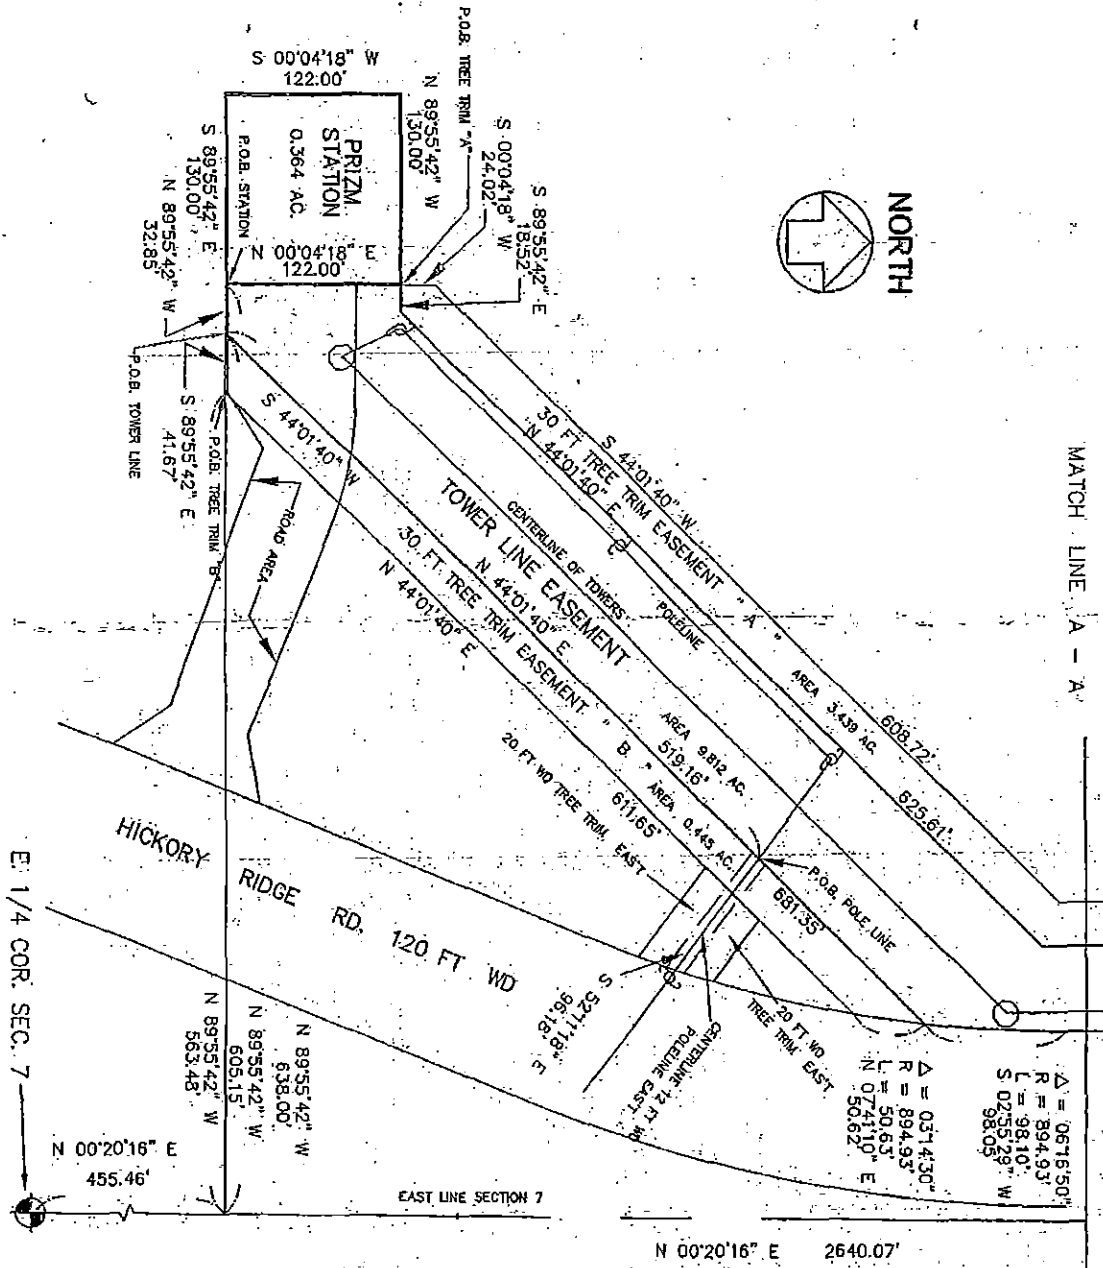 NORTH
MATCH LINE A - A
S 00°04'18" W
122.00'
P.O.B. TREE TRIM "A"
N 89°55'42" W
130.00'
S 00°04'18" W
24.02'
S 89°55'42" E
18.52'
PRIZM
STATION
0.364 AC.
P.O.B. STATION
N 00°04'18" E
122.00'
S 89°55'42" E
130.00'
N 89°55'42" W
32.85'
P.O.B. TOWER LINE
S 89°55'42" E
41.67'
P.O.B. TREE TRIM "B"
ROAD AREA
S 44°01'40" W
S 44°01'40" W
608.72'
30 FT TREE TRIM EASEMENT "A"
AREA 3.439 AC.
N 44°01'40" E
625.61'
POLELINE
CENTERLINE OF TOWERS
TOWER LINE EASEMENT
AREA 9.812 AC.
N 44°01'40" E
519.16'
30 FT TREE TRIM EASEMENT "B" AREA 0.445 AC.
N 44°01'40" E
611.65'
681.35'
20 FT WD TREE TRIM EAS'T
P.O.B. POLE LINE
20 FT WD
TREE TRIM EAS'T
CENTERLINE 12 FT WD
POLELINE EAS'T
S 52°11'18" E
96.18'
Δ = 06°16'50"
R = 894.93'
L = 98.10'
S 02°55'29" W
98.05'
Δ = 03°14'30"
R = 894.93'
L = 50.63'
N 07°41'10" E
50.62'
HICKORY RIDGE RD. 120 FT WD
N 89°55'42" W
638.00'
N 89°55'42" W
605.15'
N 89°55'42" W
563.48'
E 1/4 COR. SEC. 7
N 00°20'16" E
455.46'
EAST LINE SECTION 7
N 00°20'16" E 2640.07'